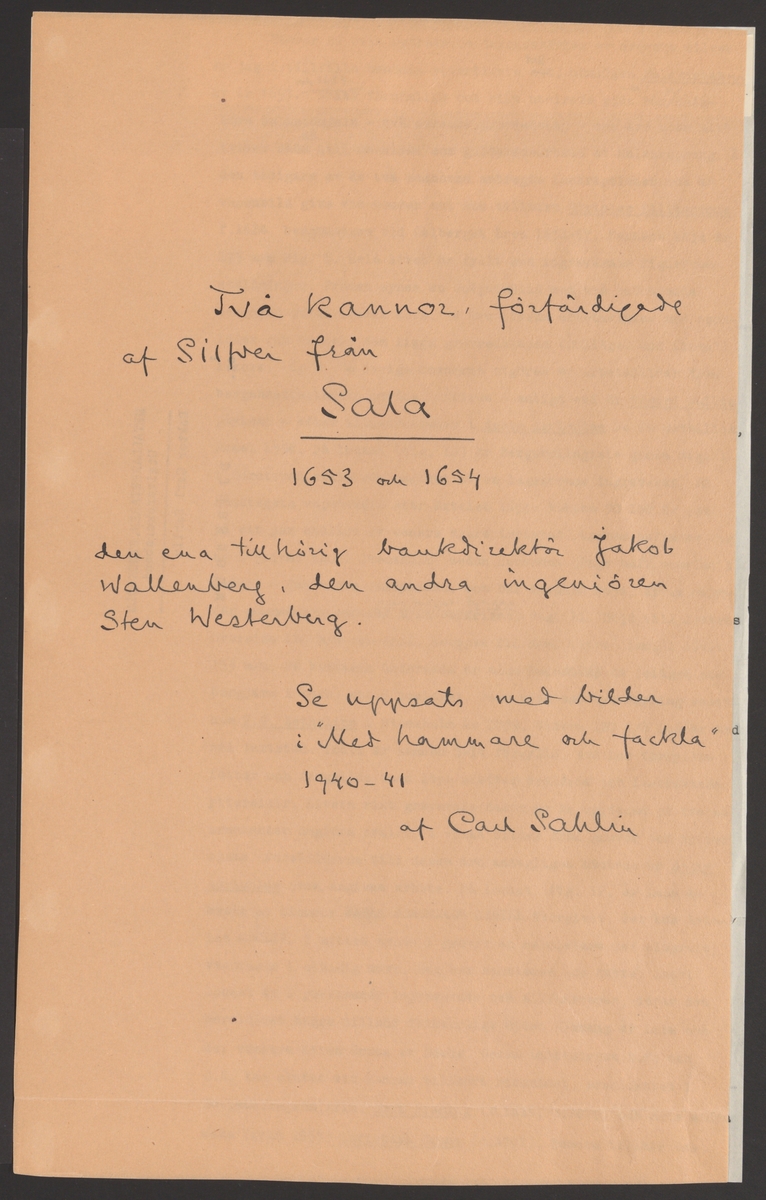 Två kannor, förfärdigade
af Silfver från
Sala
1653 och 1654
den ena tillhörig bankdirektör Jakob
Wallenberg, den andra ingeniören
Sten Westerberg.
Se uppsats med bilder
i "Med hammare och fackla"
1940-41
af Carl Sahlin
s
d